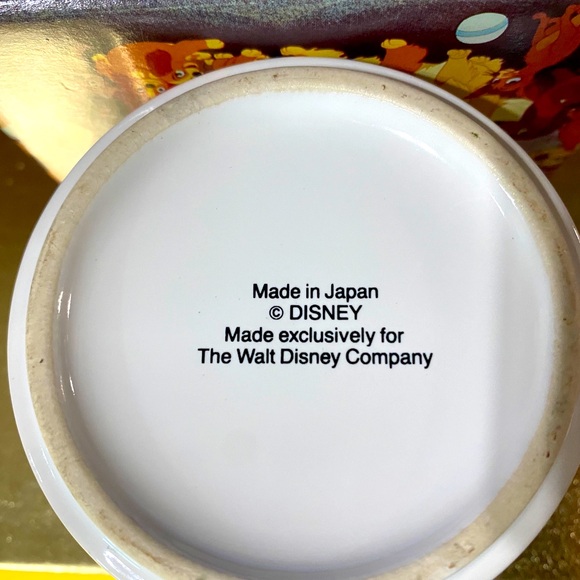 Made in Japan
© DISNEY
Made exclusively for
The Walt Disney Company